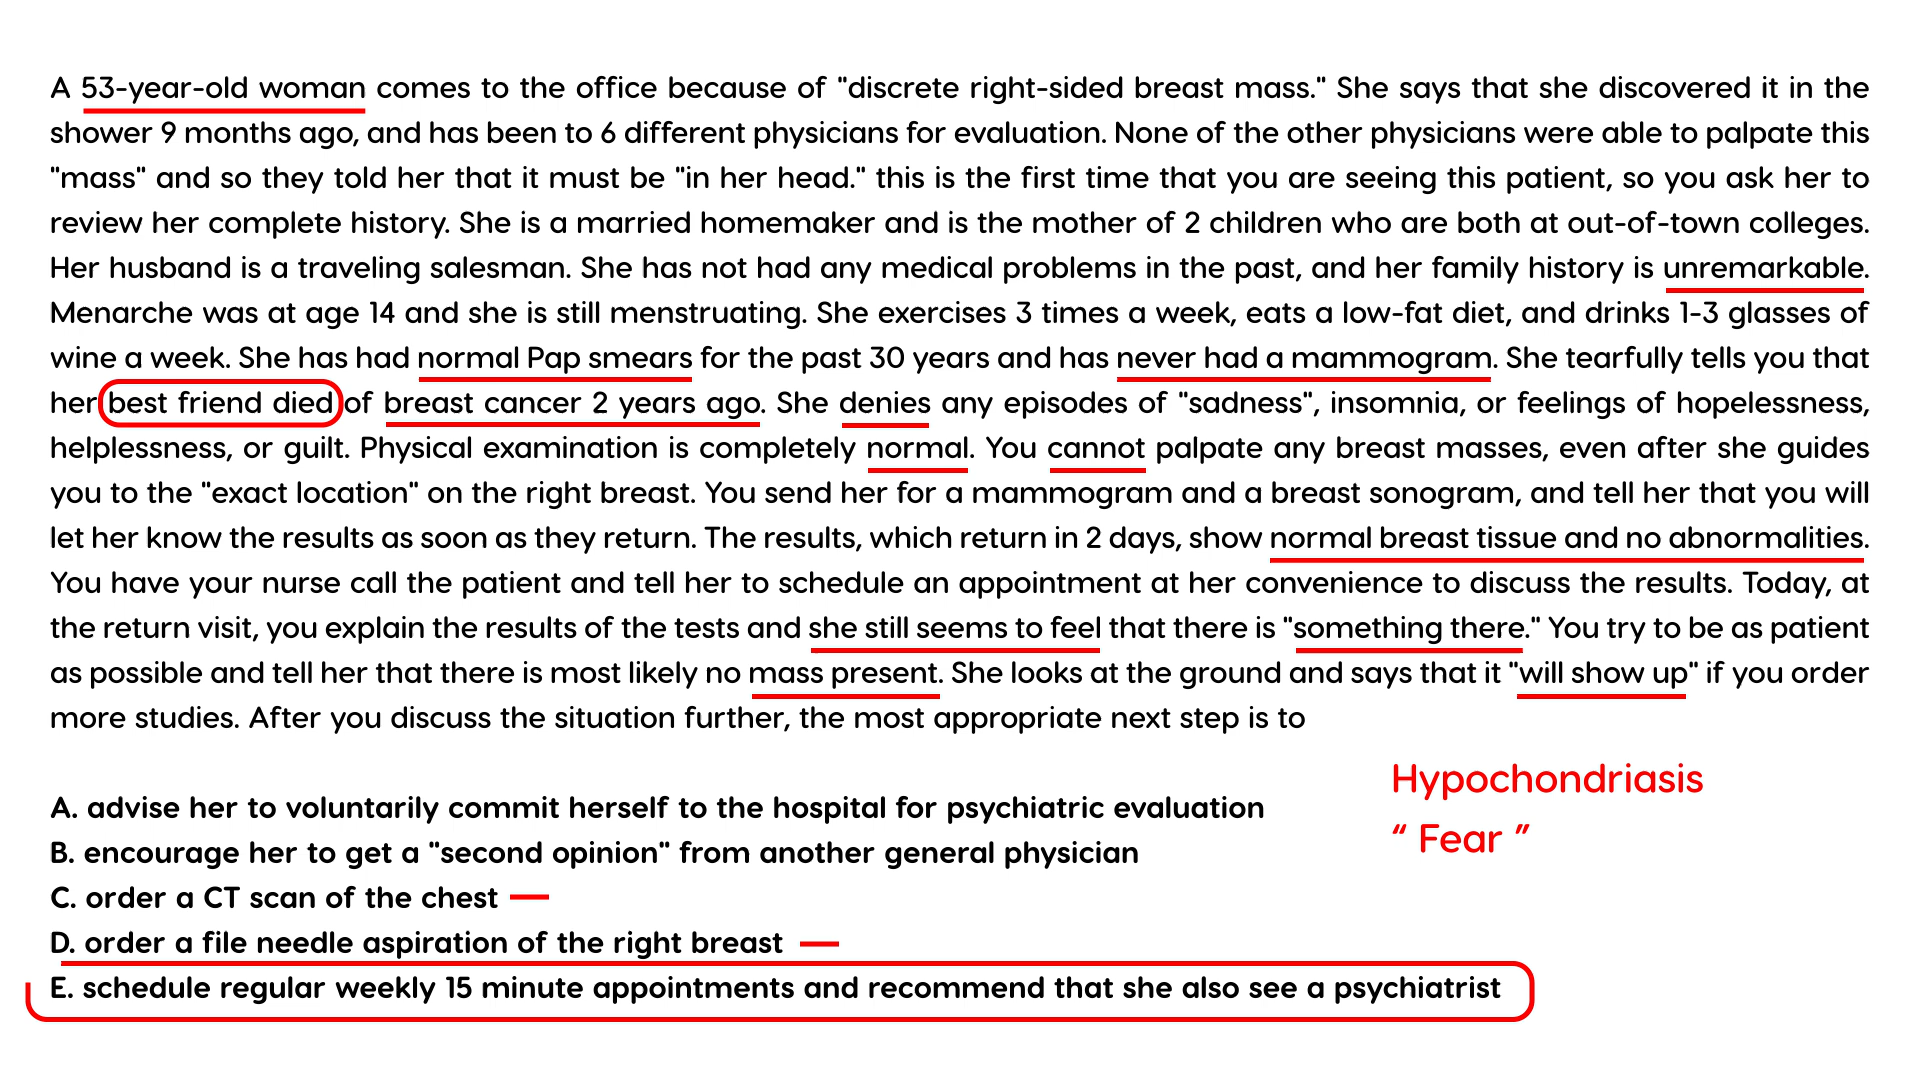 A 53-year-old woman comes to the office because of "discrete right-sided breast mass." She says that she discovered it in the
shower 9 months ago, and has been to 6 different physicians for evaluation. None of the other physicians were able to palpate this
"mass" and so they told her that it must be "in her head." this is the first time that you are seeing this patient, so you ask her to
review her complete history. She is a married homemaker and is the mother of 2 children who are both at out-of-town colleges.
Her husband is a traveling salesman. She has not had any medical problems in the past, and her family history is unremarkable.
Menarche was at age 14 and she is still menstruating. She exercises 3 times a week, eats a low-fat diet, and drinks 1-3 glasses of
wine a week. She has had normal Pap smears for the past 30 years and has never had a mammogram. She tearfully tells you that
her best friend died of breast cancer 2 years ago. She denies any episodes of "sadness", insomnia, or feelings of hopelessness,
helplessness, or guilt. Physical examination is completely normal. You cannot palpate any breast masses, even after she guides
you to the "exact location" on the right breast. You send her for a mammogram and a breast sonogram, and tell her that you will
let her know the results as soon as they return. The results, which return in 2 days, show normal breast tissue and no abnormalities.
You have your nurse call the patient and tell her to schedule an appointment at her convenience to discuss the results. Today, at
the return visit, you explain the results of the tests and she still seems to feel that there is "something there." You try to be as patient
as possible and tell her that there is most likely no mass present. She looks at the ground and says that it "will show up" if you order
more studies. After you discuss the situation further, the most appropriate next step is to
Hypochondriasis
“ Fear ”
A. advise her to voluntarily commit herself to the hospital for psychiatric evaluation
B. encourage her to get a "second opinion" from another general physician
C. order a CT scan of the chest
D. order a file needle aspiration of the right breast
E. schedule regular weekly 15 minute appointments and recommend that she also see a psychiatrist